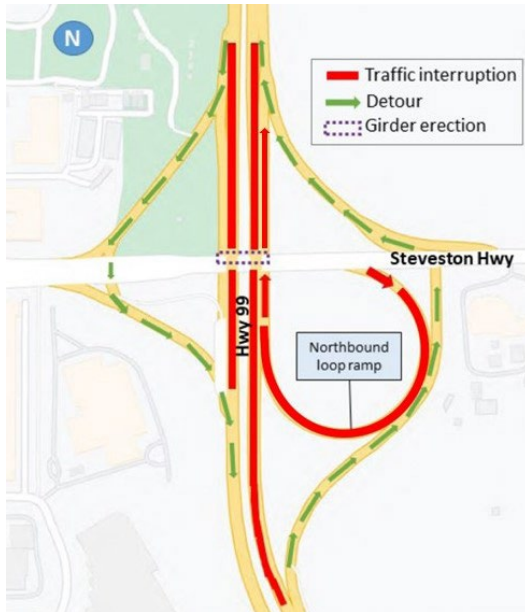 N
Traffic interruption
Detour
Girder erection
Steveston Hwy
Hwy 99
Northbound
loop ramp